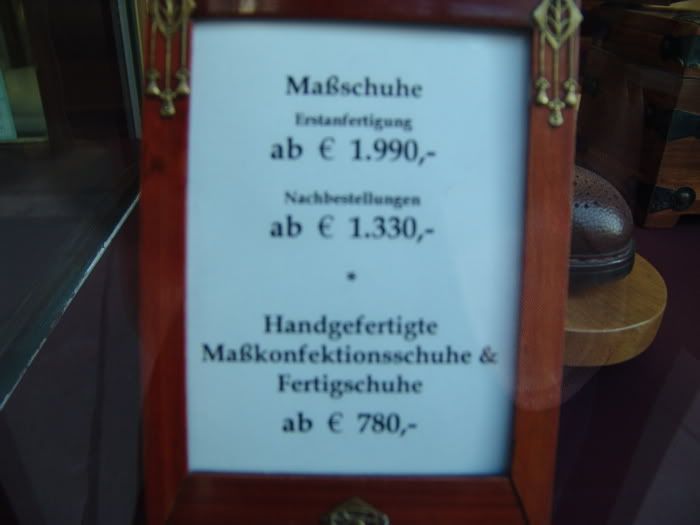 Maßschuhe
Erstanfertigung
ab € 1.990,-
Nachbestellungen
ab € 1.330,-
*
Handgefertigte
Maßkonfektionsschuhe &
Fertigschuhe
ab € 780,-